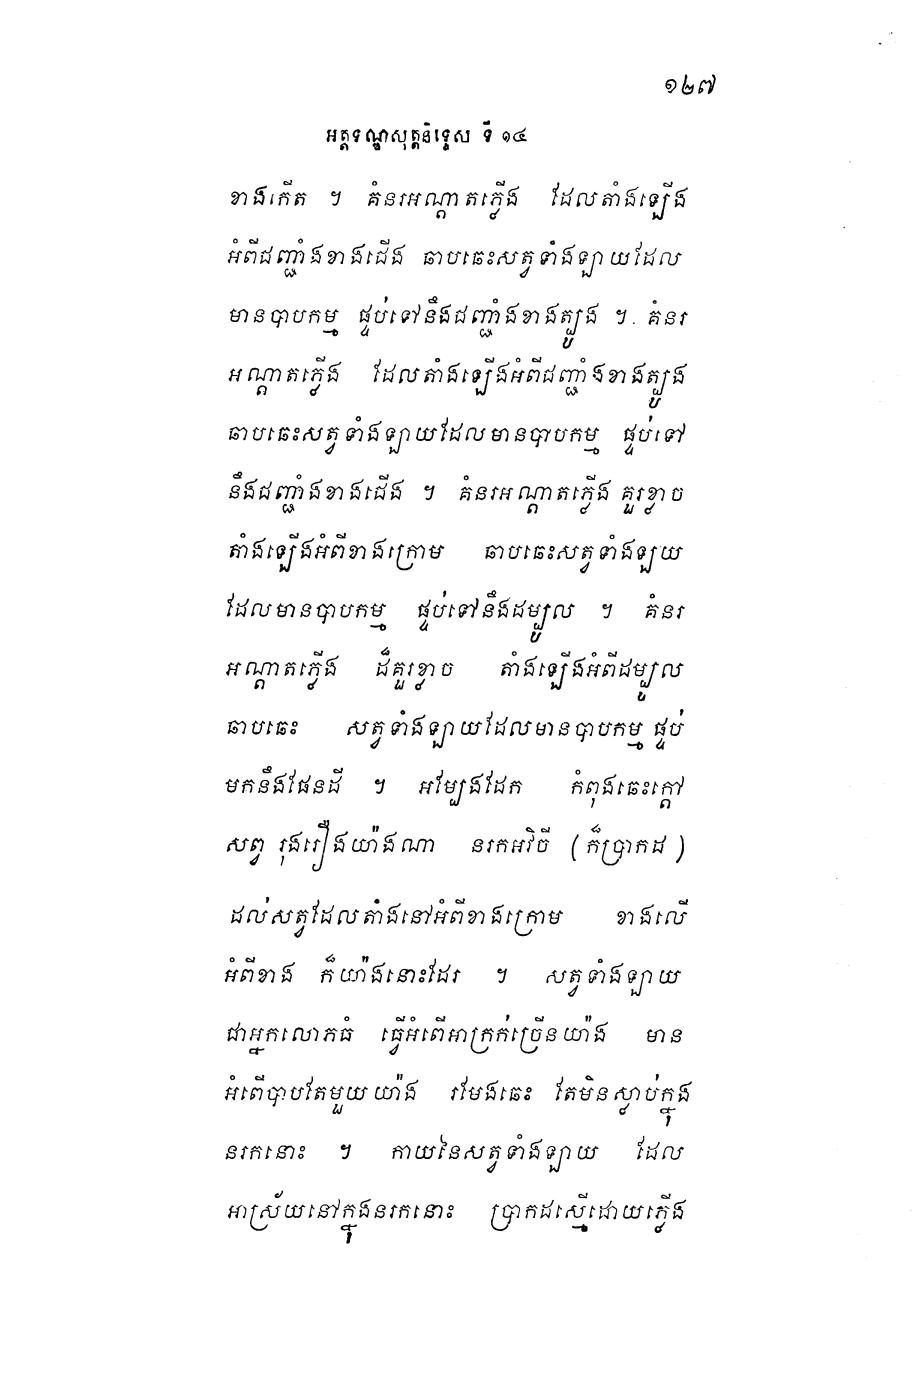 ១២៧
អត្តទណ្ឌសុត្តនិទ្ទេស ទី ១៤
ខាងកើត ។ គំនរអណ្តាតភ្លើង ដែលតាំងឡើង
អំពីជញ្ជាំងខាងជើង ឆាបឆេះសត្វទាំងឡាយដែល
មានបាបកម្ម ផ្ទប់ទៅនឹងជញ្ជាំងខាងត្បូង ។ គំនរ
អណ្តាតភ្លើង ដែលតាំងឡើងអំពីជញ្ជាំងខាងត្បូង
ឆាបឆេះសត្វទាំងឡាយដែលមានបាបកម្ម ផ្ទប់ទៅ
នឹងជញ្ជាំងខាងជើង ។ គំនរអណ្តាតភ្លើង គួរខ្លាច
តាំងឡើងអំពីខាងក្រោម ឆាបឆេះសត្វទាំងឡយ
ដែលមានបាបកម្ម ផ្ទប់ទៅនឹងដម្បូល ។ គំនរ
អណ្តាតភ្លើង ដ៏គួរខ្លាច តាំងឡើងអំពីដម្បូល
ឆាបឆេះ សត្វទាំងឡាយដែលមានបាបកម្ម ផ្ទប់
មកនឹងផែនដី ។ អម្បែងដែក កំពុងឆេះក្តៅ
សព្វ រុងរឿងយ៉ាងណា នរកអវិចី (ក៏ប្រាកដ)
ដល់សត្វដែលតាំងនៅអំពីខាងក្រោម ខាងលើ
អំពីខាង ក៏យ៉ាងនោះដែរ ។ សត្វទាំងឡាយ
ជាអ្នកលោភធំ ធ្វើអំពើអាក្រក់ច្រើនយ៉ាង មាន
អំពើបាបតែមួយយ៉ាង រមែងឆេះ តែមិនស្លាប់ក្នុង
នរកនោះ ។ កាយនៃសត្វទាំងឡាយ ដែល
អាស្រ័យនៅក្នុងនរកនោះ ប្រាកដស្មើដោយភ្លើង